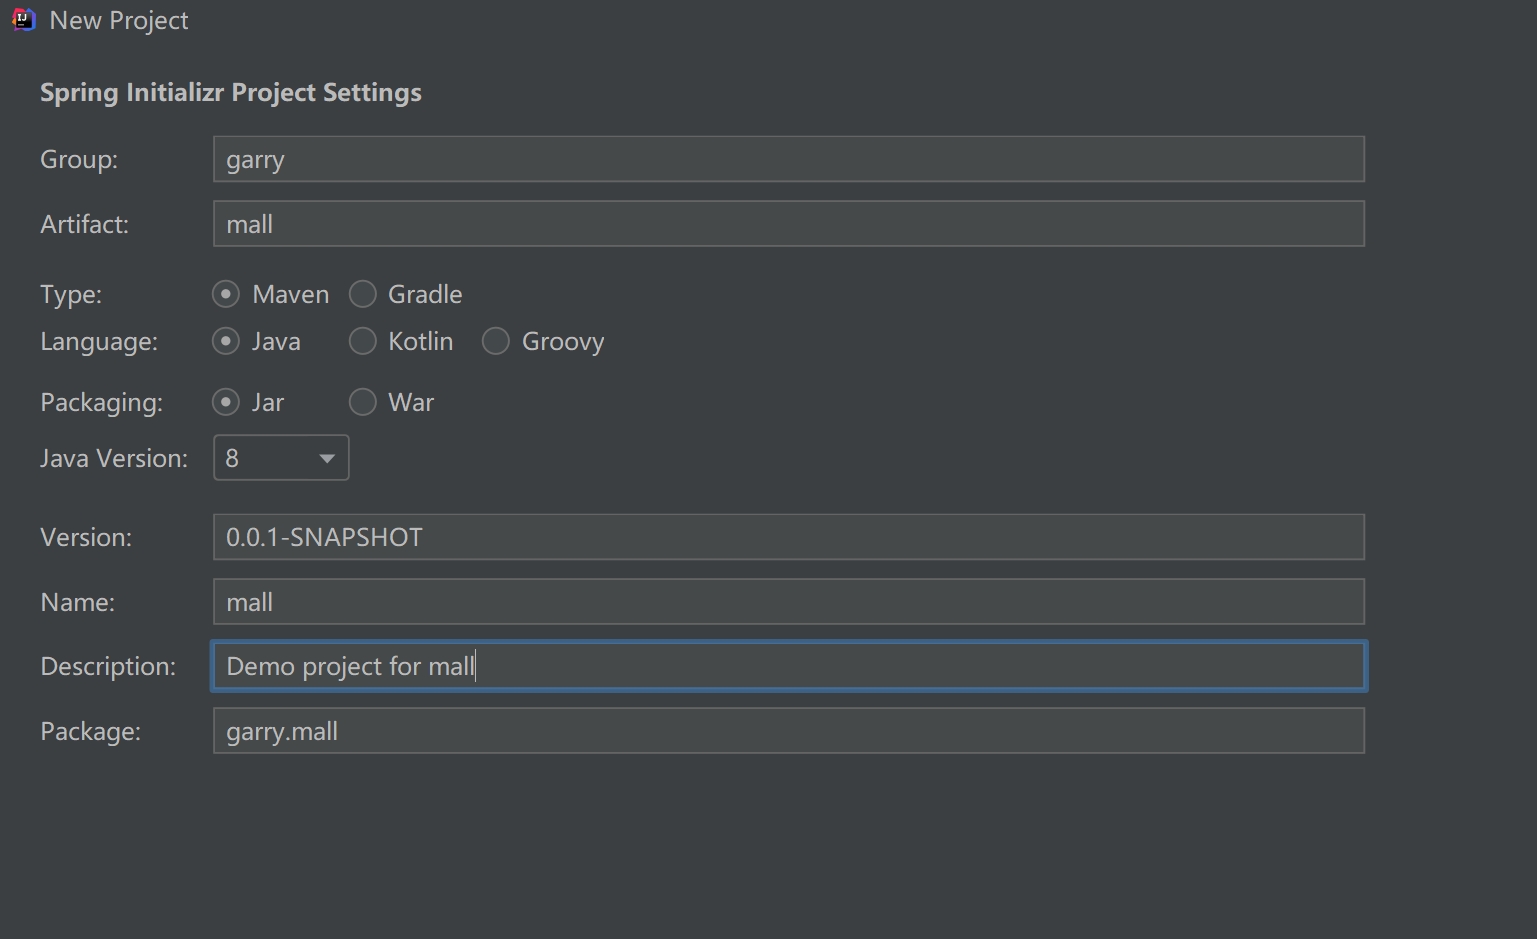 New Project
Spring Initializr Project Settings
Group: garry
Artifact: mall
Type: Maven Gradle
Language: Java Kotlin Groovy
Packaging: Jar War
Java Version: 8
Version: 0.0.1-SNAPSHOT
Name: mall
Description: Demo project for mall
Package: garry.mall